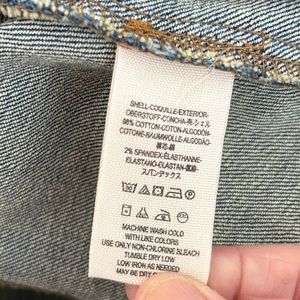 SHELL-COQUILLE-EXTERIOR-
OBERSTOFF-CONCHA-表-シェル
98% COTTON-COTON-ALGODÓN-
COTONE-BAUMWOLLE-ALGODÃO-
2% SPANDEX-ÉLASTHANNE-
ELASTANO-ELASTAN-
スパンデックス
MACHINE WASH COLD
WITH LIKE COLORS
USE ONLY NON-CHLORINE BLEACH
TUMBLE DRY LOW
LOW IRON AS NEEDED
MAY BE DRY